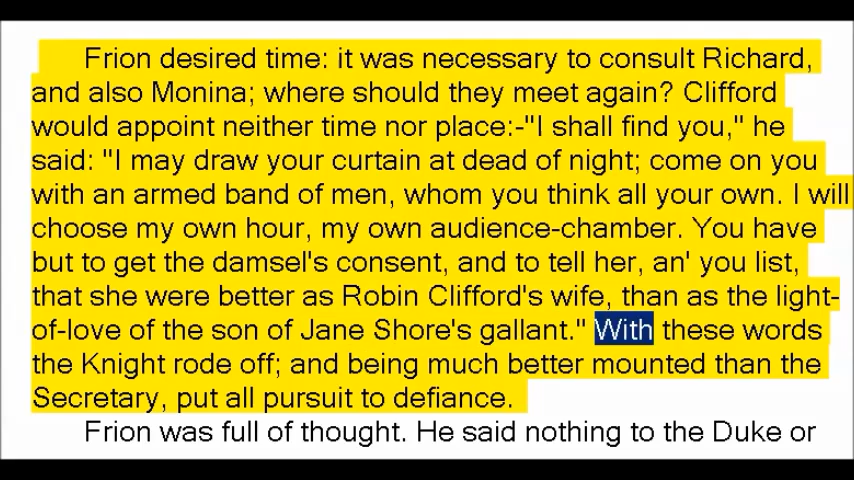 Frion desired time: it was necessary to consult Richard,
and also Monina; where should they meet again? Clifford
would appoint neither time nor place:-"I shall find you," he
said: "I may draw your curtain at dead of night; come on you
with an armed band of men, whom you think all your own. I will
choose my own hour, my own audience-chamber. You have
but to get the damsel's consent, and to tell her, an' you list,
that she were better as Robin Clifford's wife, than as the light-
of-love of the son of Jane Shore's gallant." With these words
the Knight rode off; and being much better mounted than the
Secretary, put all pursuit to defiance.
Frion was full of thought. He said nothing to the Duke or